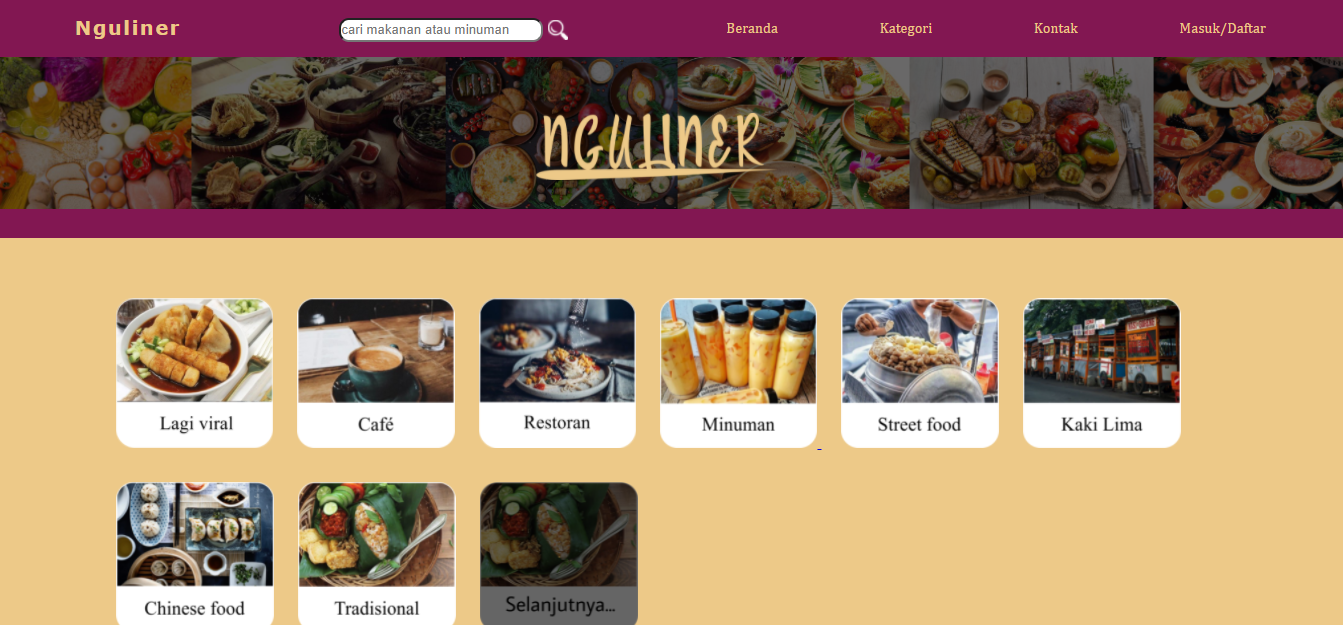 Nguliner
cari makanan atau minuman
Beranda
Kategori
Kontak
Masuk/Daftar
NGULINER
Lagi viral
Café
Restoran
Minuman
Street food
Kaki Lima
Chinese food
Tradisional
Selanjutnya...